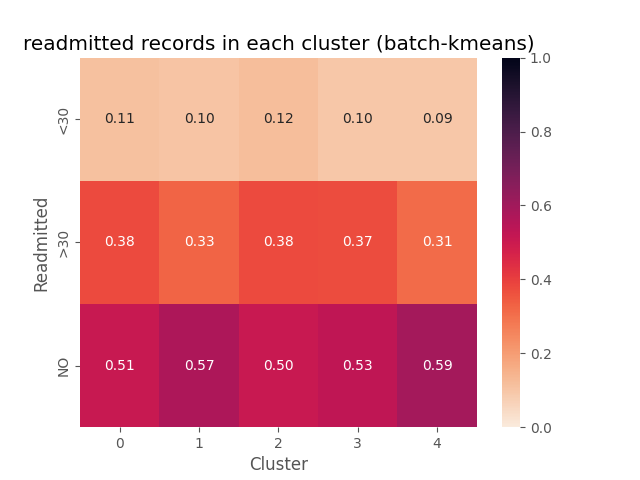 readmitted records in each cluster (batch-kmeans)
Readmitted
<30
0.11 0.10 0.12 0.10 0.09
>30
0.38 0.33 0.38 0.37 0.31
NO
0.51 0.57 0.50 0.53 0.59
0 1 2 3 4
Cluster
1.0
0.8
0.6
0.4
0.2
0.0